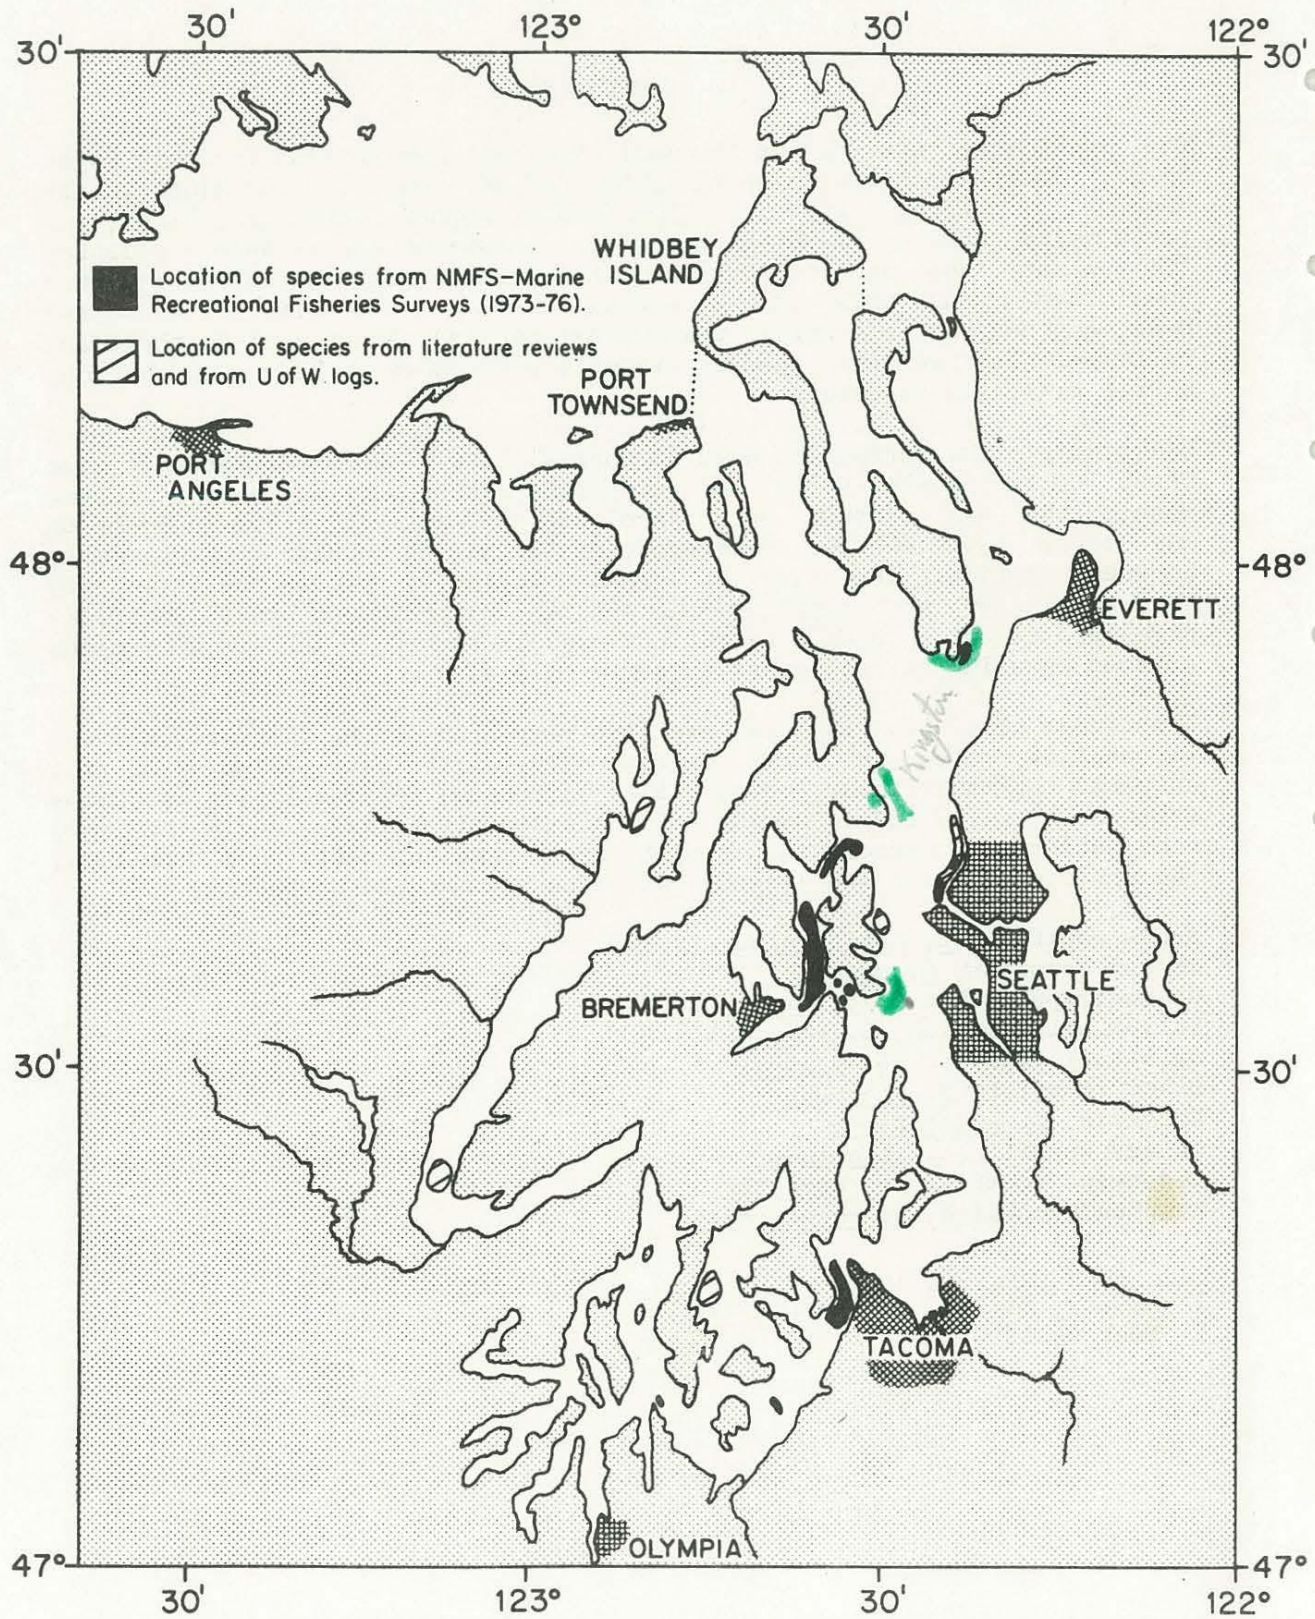 30' 123° 30' 122°
30' 30'
WHIDBEY
ISLAND
Location of species from NMFS-Marine
Recreational Fisheries Surveys (1973-76).
Location of species from literature reviews
and from U of W logs.
PORT
TOWNSEND
PORT
ANGELES
48° 48°
EVERETT
Kingston
SEATTLE
BREMERTON
30' 30'
TACOMA
OLYMPIA
47° 47°
30' 123° 30' 122°